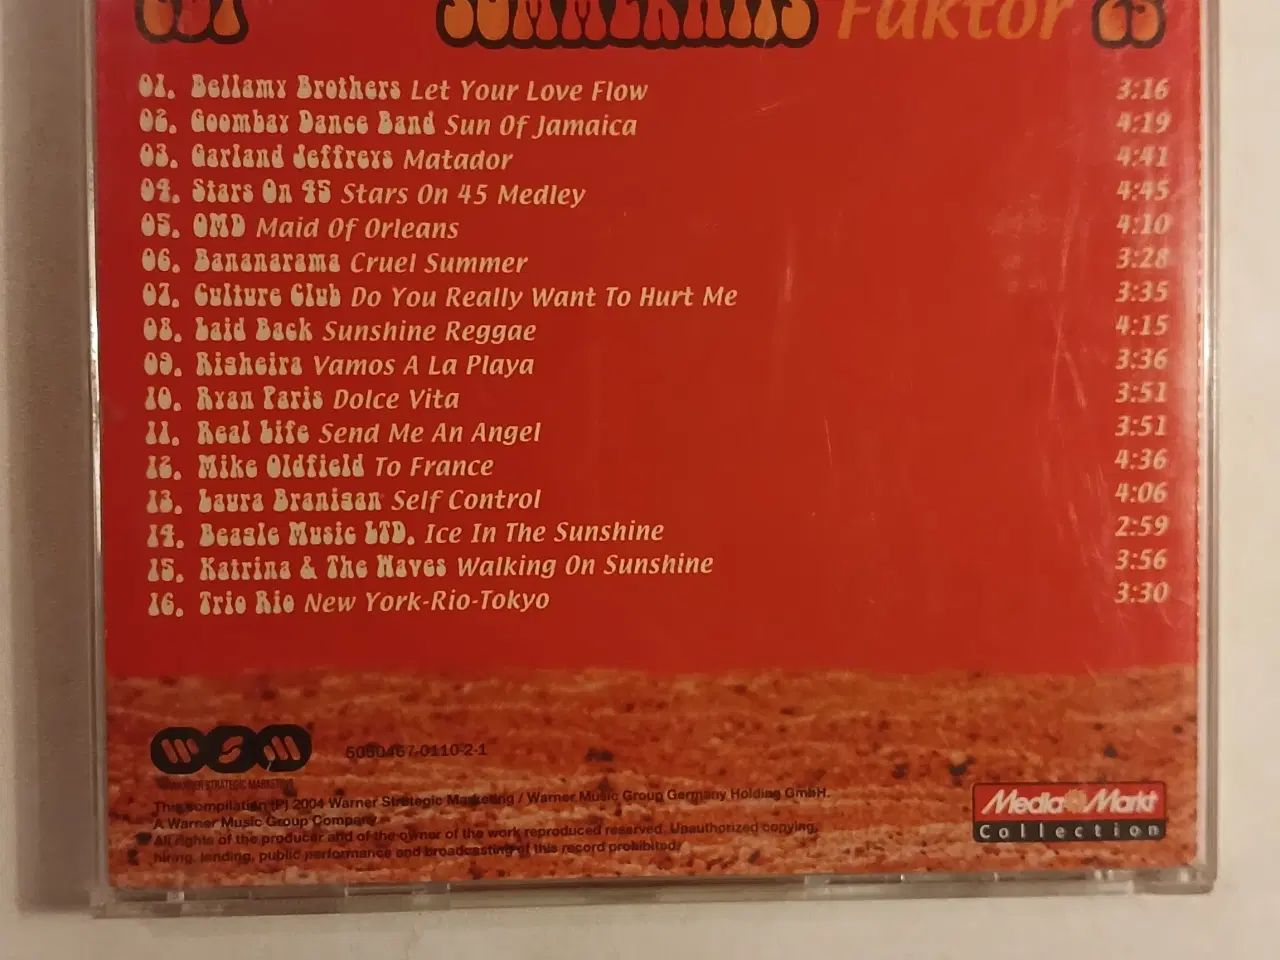 CD1 SOMMERHITS Faktor 25
01. Bellamy Brothers Let Your Love Flow 3:16
02. Goombay Dance Band Sun Of Jamaica 4:19
03. Garland Jeffreys Matador 4:41
04. Stars On 45 Stars On 45 Medley 4:45
05. OMD Maid Of Orleans 4:10
06. Bananarama Cruel Summer 3:28
07. Culture Club Do You Really Want To Hurt Me 3:35
08. Laid Back Sunshine Reggae 4:15
09. Righeira Vamos A La Playa 3:36
10. Ryan Paris Dolce Vita 3:51
11. Real Life Send Me An Angel 3:51
12. Mike Oldfield To France 4:36
13. Laura Branigan Self Control 4:06
14. Beagle Music LTD. Ice In The Sunshine 2:59
15. Katrina & The Waves Walking On Sunshine 3:56
16. Trio Rio New York-Rio-Tokyo 3:30
WSM 5050467-0110-2-1
WARNER STRATEGIC MARKETING
This compilation (P) 2004 Warner Strategic Marketing / Warner Music Group Germany Holding GmbH.
A Warner Music Group Company
All rights of the producer and of the owner of the work reproduced reserved. Unauthorized copying,
hiring, lending, public performance and broadcasting of this record prohibited.
Media Markt
Collection